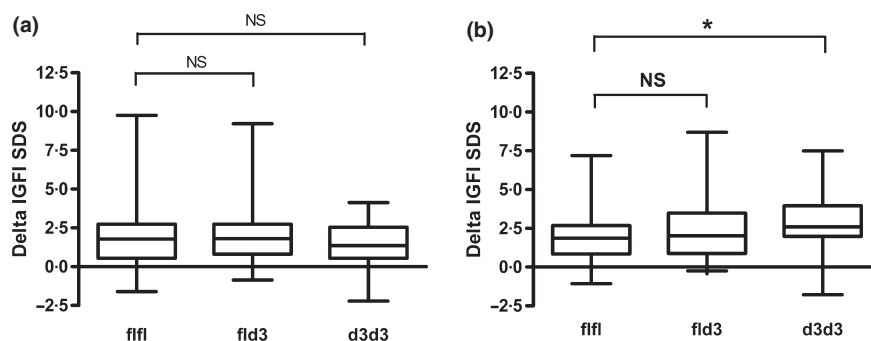 (a)
NS
NS
Delta IGFI SDS
12·5
10·0
7·5
5·0
2·5
0·0
–2·5
flfl
fld3
d3d3
(b)
*
NS
Delta IGFI SDS
12·5
10·0
7·5
5·0
2·5
0·0
–2·5
flfl
fld3
d3d3